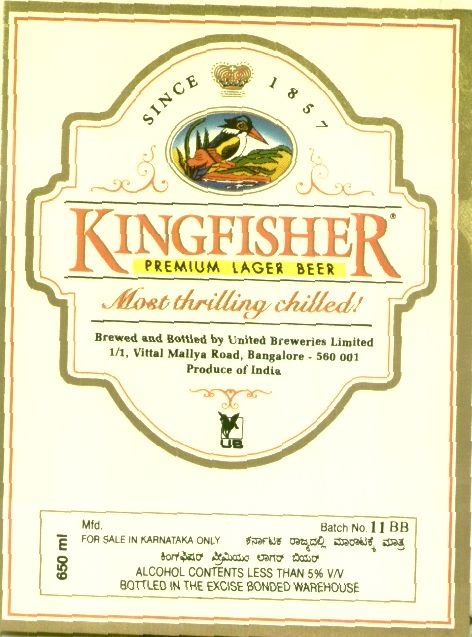 SINCE 1857
KINGFISHER®
PREMIUM LAGER BEER
Most thrilling chilled!
Brewed and Bottled by United Breweries Limited
1/1, Vittal Mallya Road, Bangalore - 560 001
Produce of India
UB
650 ml
Mfd. Batch No. 11BB
FOR SALE IN KARNATAKA ONLY ಕರ್ನಾಟಕ ರಾಜ್ಯದಲ್ಲಿ ಮಾರಾಟಕ್ಕೆ ಮಾತ್ರ
ಕಿಂಗ್‌ಫಿಷರ್ ಪ್ರೀಮಿಯಂ ಲಾಗರ್ ಬಿಯರ್
ALCOHOL CONTENTS LESS THAN 5% V/V
BOTTLED IN THE EXCISE BONDED WAREHOUSE